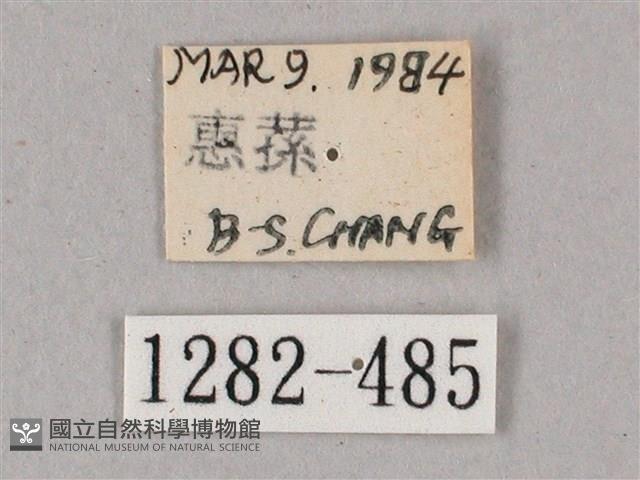 MAR 9. 1984
惠蓀
B-S. CHANG
1282-485
國立自然科學博物館
NATIONAL MUSEUM OF NATURAL SCIENCE